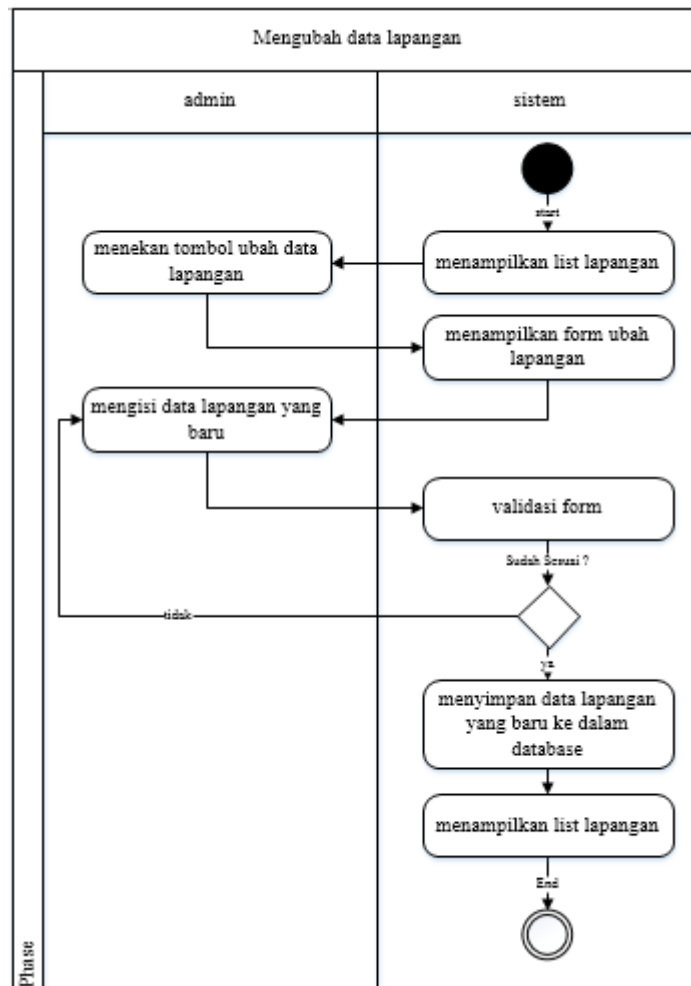 Mengubah data lapangan
admin
sistem
start
menampilkan list lapangan
menekan tombol ubah data
lapangan
menampilkan form ubah
lapangan
mengisi data lapangan yang
baru
validasi form
Sudah Sesuai ?
tidak
ya
menyimpan data lapangan
yang baru ke dalam
database
menampilkan list lapangan
End
Phase